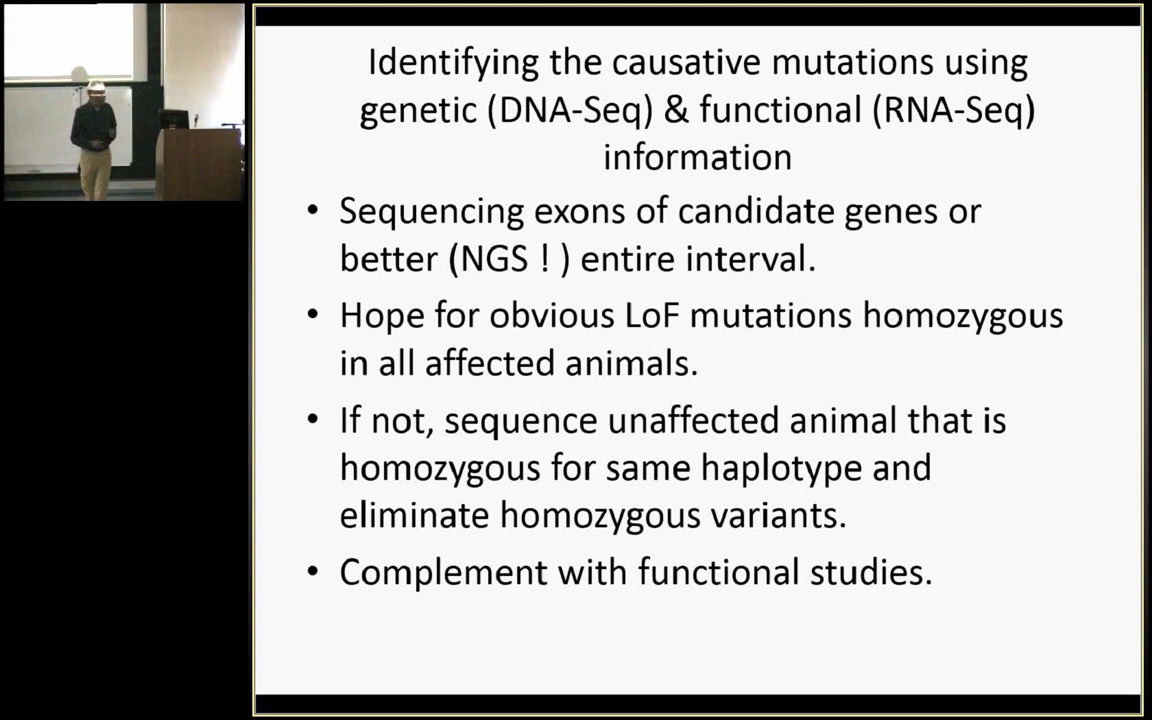 Identifying the causative mutations using
genetic (DNA-Seq) & functional (RNA-Seq)
information
• Sequencing exons of candidate genes or
better (NGS ! ) entire interval.
• Hope for obvious LoF mutations homozygous
in all affected animals.
• If not, sequence unaffected animal that is
homozygous for same haplotype and
eliminate homozygous variants.
• Complement with functional studies.